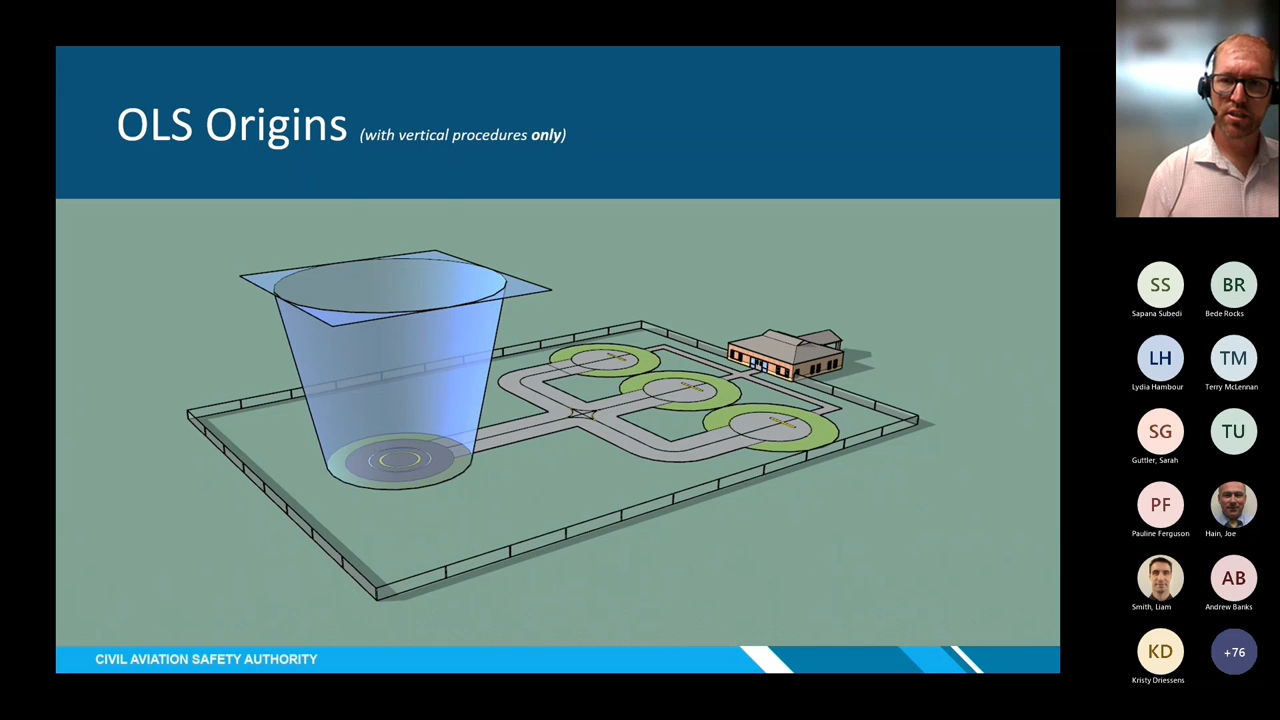 OLS Origins (with vertical procedures only)
CIVIL AVIATION SAFETY AUTHORITY
SS
BR
Sapana Subedi
Bede Rocks
LH
TM
Lydia Hambour
Terry McLennan
SG
TU
Guttler, Sarah
PF
Pauline Ferguson
Hain, Joe
AB
Smith, Liam
Andrew Banks
KD
+76
Kristy Driessens